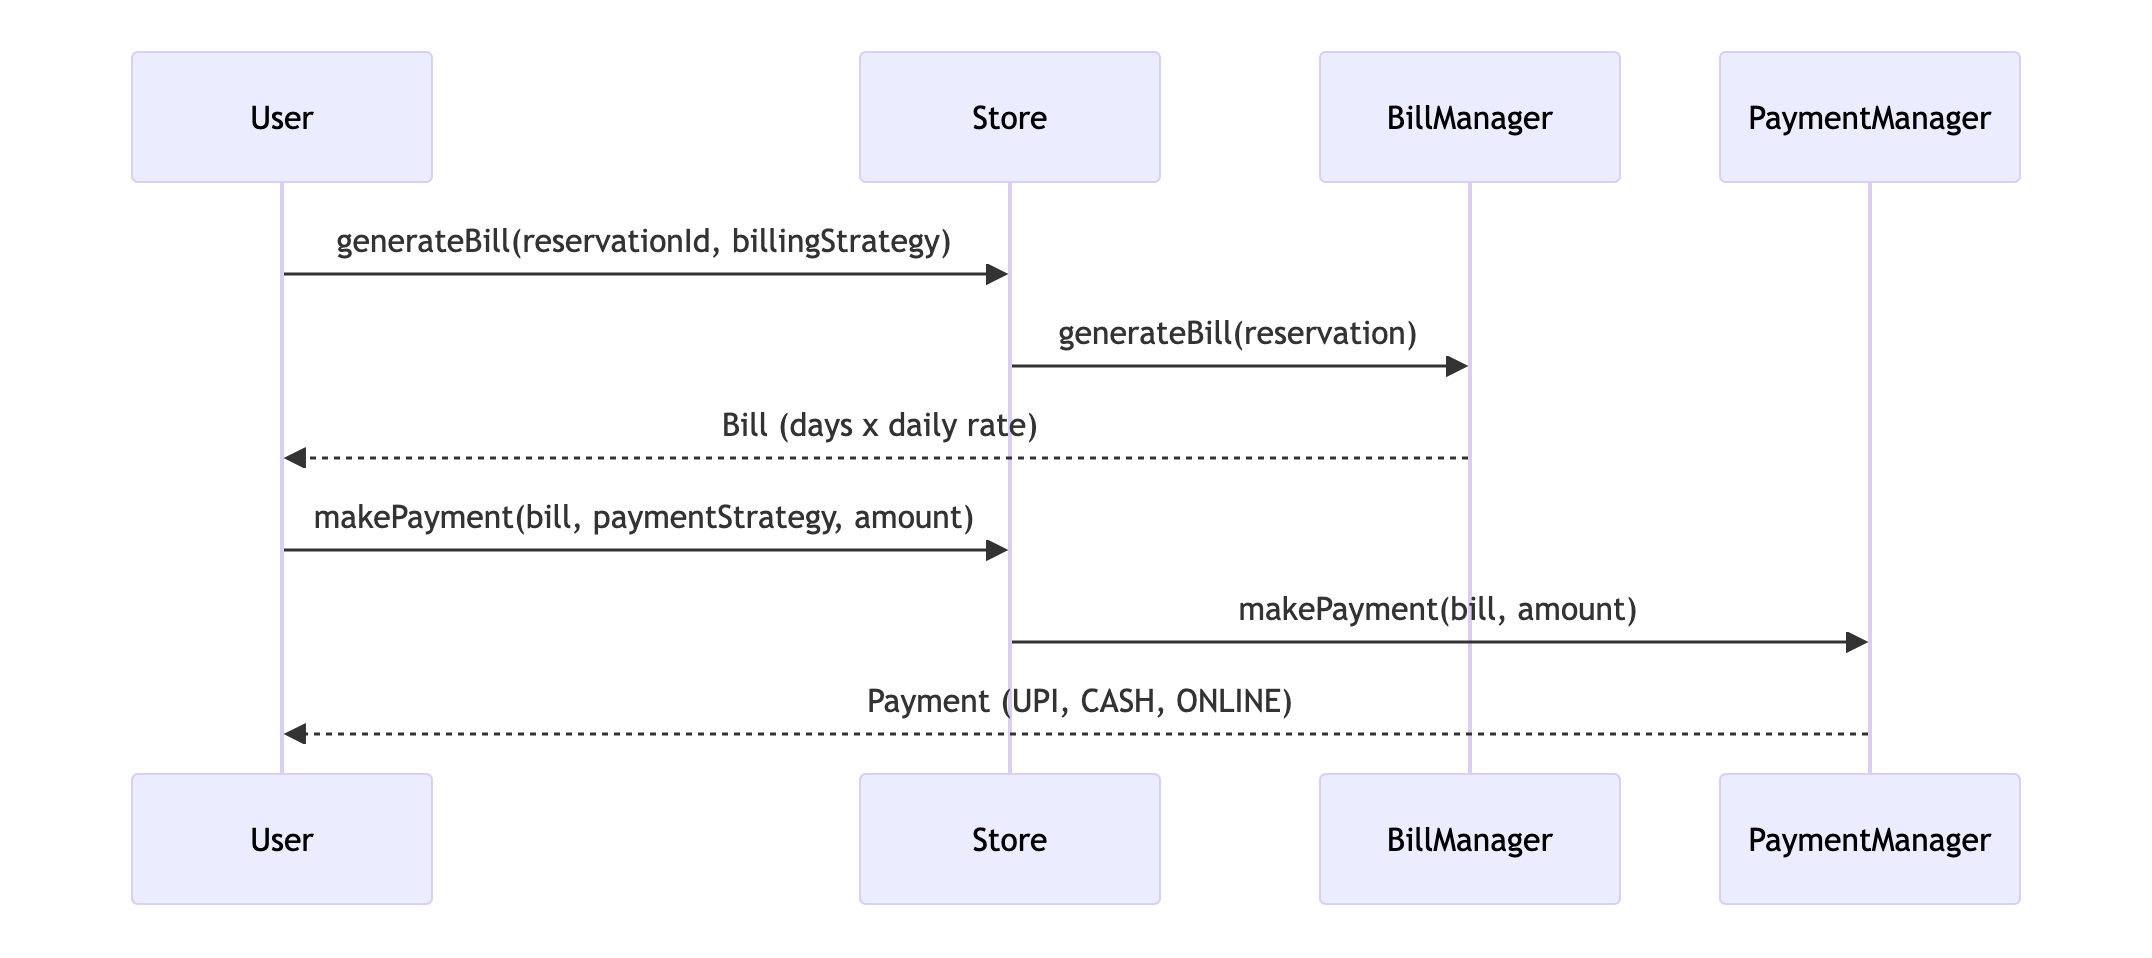 User
Store
BillManager
PaymentManager
generateBill(reservationId, billingStrategy)
generateBill(reservation)
Bill (days x daily rate)
makePayment(bill, paymentStrategy, amount)
makePayment(bill, amount)
Payment (UPI, CASH, ONLINE)
User
Store
BillManager
PaymentManager